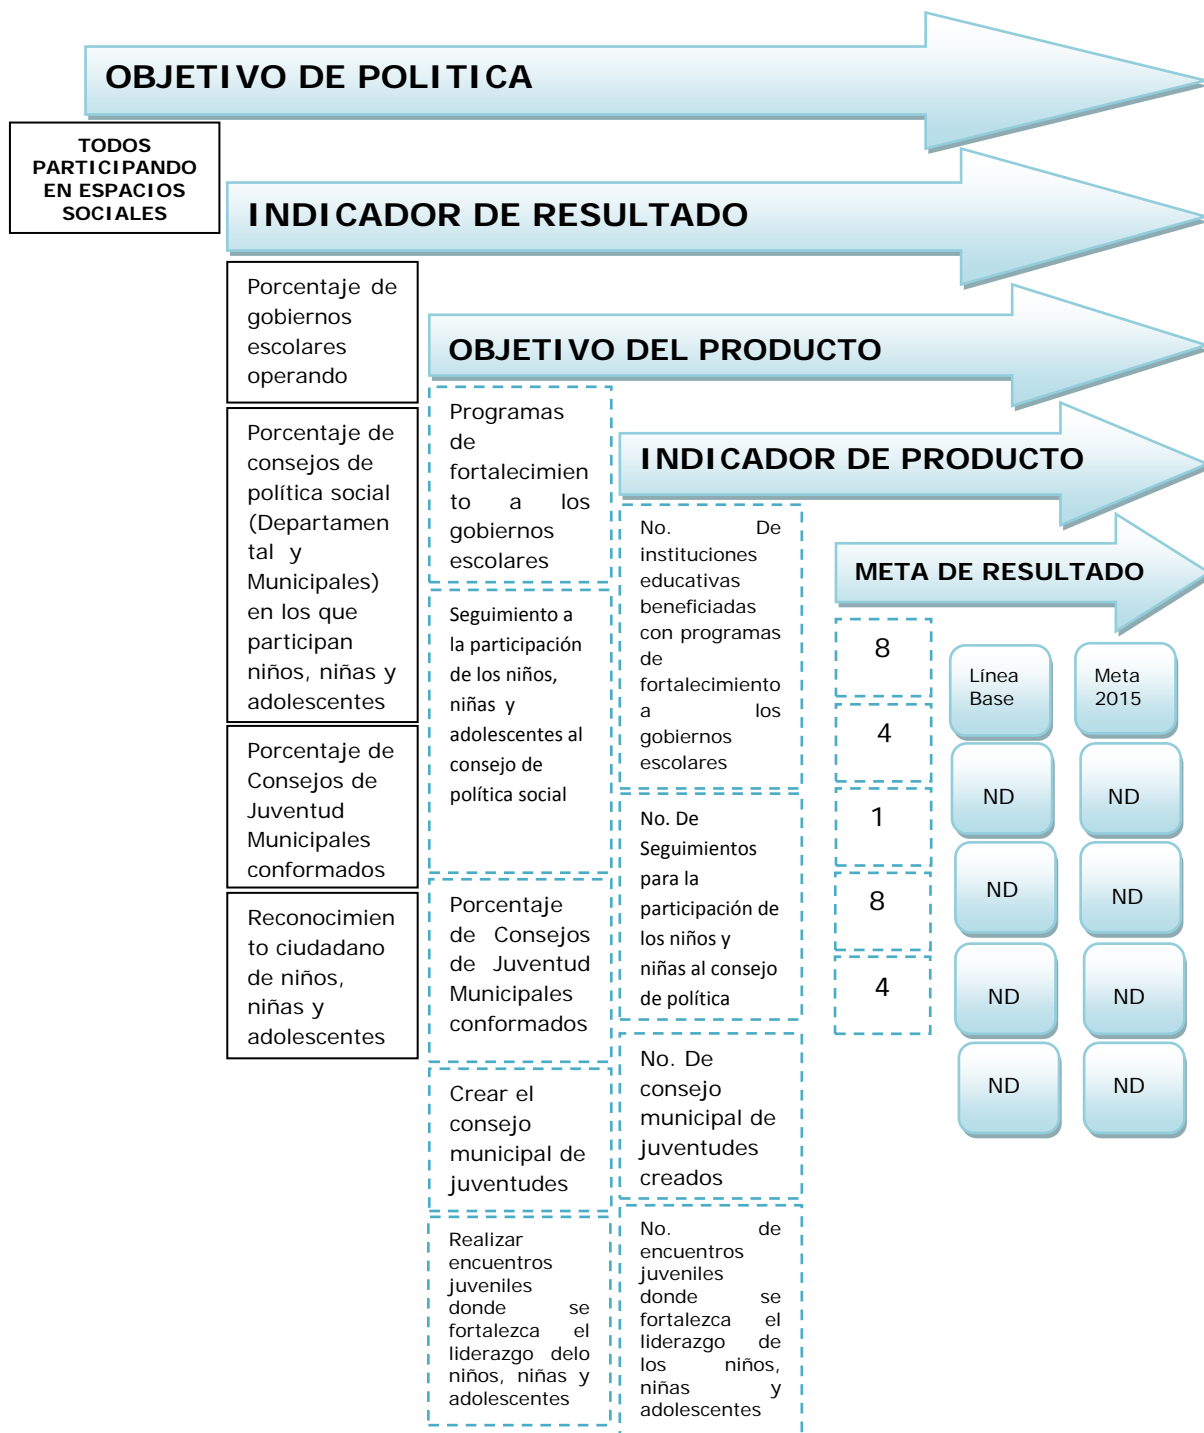 OBJETIVO DE POLITICA
TODOS
PARTICIPANDO
EN ESPACIOS
SOCIALES
INDICADOR DE RESULTADO
Porcentaje de
gobiernos
escolares
operando
Porcentaje de
consejos de
política social
(Departamen
tal y
Municipales)
en los que
participan
niños, niñas y
adolescentes
Porcentaje de
Consejos de
Juventud
Municipales
conformados
Reconocimien
to ciudadano
de niños,
niñas y
adolescentes
OBJETIVO DEL PRODUCTO
Programas
de
fortalecimien
to a los
gobiernos
escolares
Seguimiento a
la participación
de los niños,
niñas y
adolescentes al
consejo de
política social
Porcentaje
de Consejos
de Juventud
Municipales
conformados
Crear el
consejo
municipal de
juventudes
Realizar
encuentros
juveniles
donde se
fortalezca el
liderazgo delo
niños, niñas y
adolescentes
INDICADOR DE PRODUCTO
No. De
instituciones
educativas
beneficiadas
con programas
de
fortalecimiento
a los
gobiernos
escolares
No. De
Seguimientos
para la
participación de
los niños y
niñas al consejo
de política
No. De
consejo
municipal de
juventudes
creados
No. de
encuentros
juveniles
donde se
fortalezca el
liderazgo de
los niños,
niñas y
adolescentes
META DE RESULTADO
8
4
1
8
4
Línea
Base
ND
ND
ND
ND
Meta
2015
ND
ND
ND
ND